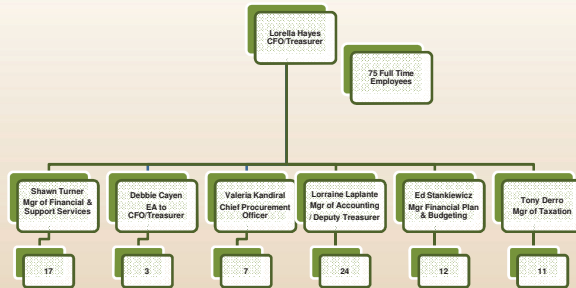 Lorella Hayes
CFO/Treasurer
75 Full Time
Employees
Shawn Turner
Mgr of Financial &
Support Services
Debbie Cayen
EA to
CFO/Treasurer
Valeria Kandiral
Chief Procurement
Officer
Lorraine Laplante
Mgr of Accounting
/ Deputy Treasurer
Ed Stankiewicz
Mgr Financial Plan
& Budgeting
Tony Derro
Mgr of Taxation
17
3
7
24
12
11